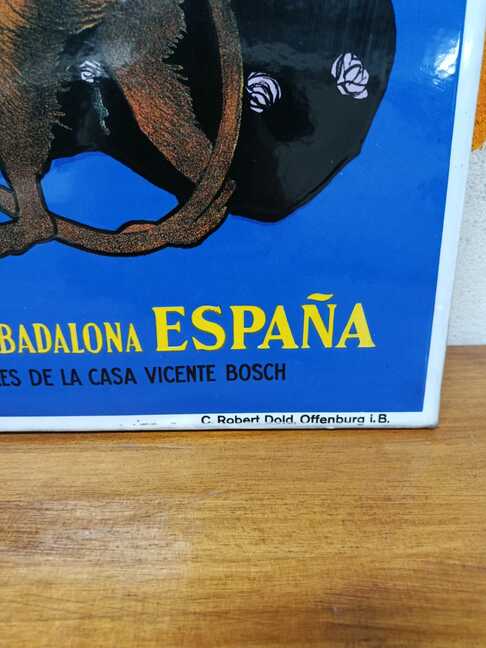 BADALONA ESPAÑA
ES DE LA CASA VICENTE BOSCH
C. Robert Dold, Offenburg i.B.